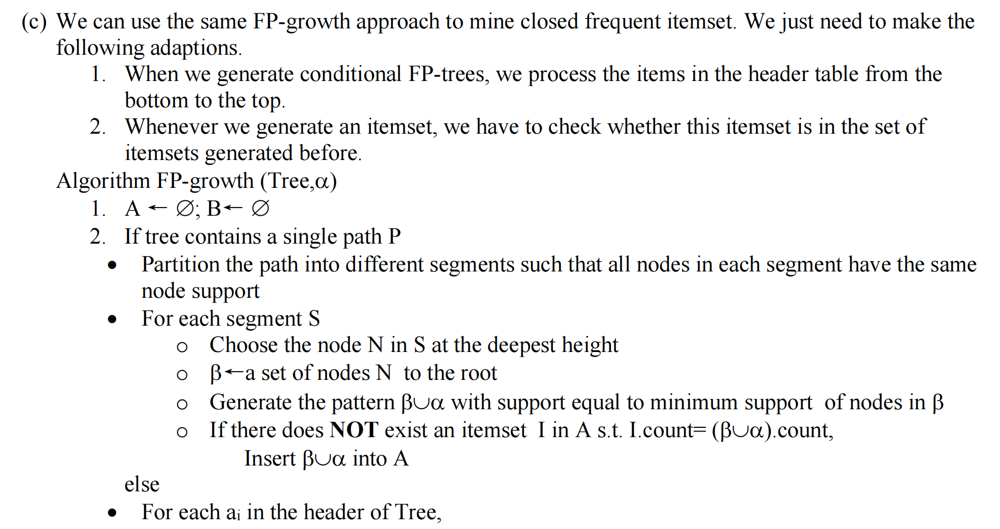 (c) We can use the same FP-growth approach to mine closed frequent itemset. We just need to make the
following adaptions.
1. When we generate conditional FP-trees, we process the items in the header table from the
bottom to the top.
2. Whenever we generate an itemset, we have to check whether this itemset is in the set of
itemsets generated before.
Algorithm FP-growth (Tree,α)
1. A ← ∅; B← ∅
2. If tree contains a single path P
• Partition the path into different segments such that all nodes in each segment have the same
node support
• For each segment S
o Choose the node N in S at the deepest height
o β←a set of nodes N to the root
o Generate the pattern β∪α with support equal to minimum support of nodes in β
o If there does NOT exist an itemset I in A s.t. I.count= (β∪α).count,
Insert β∪α into A
else
• For each aᵢ in the header of Tree,